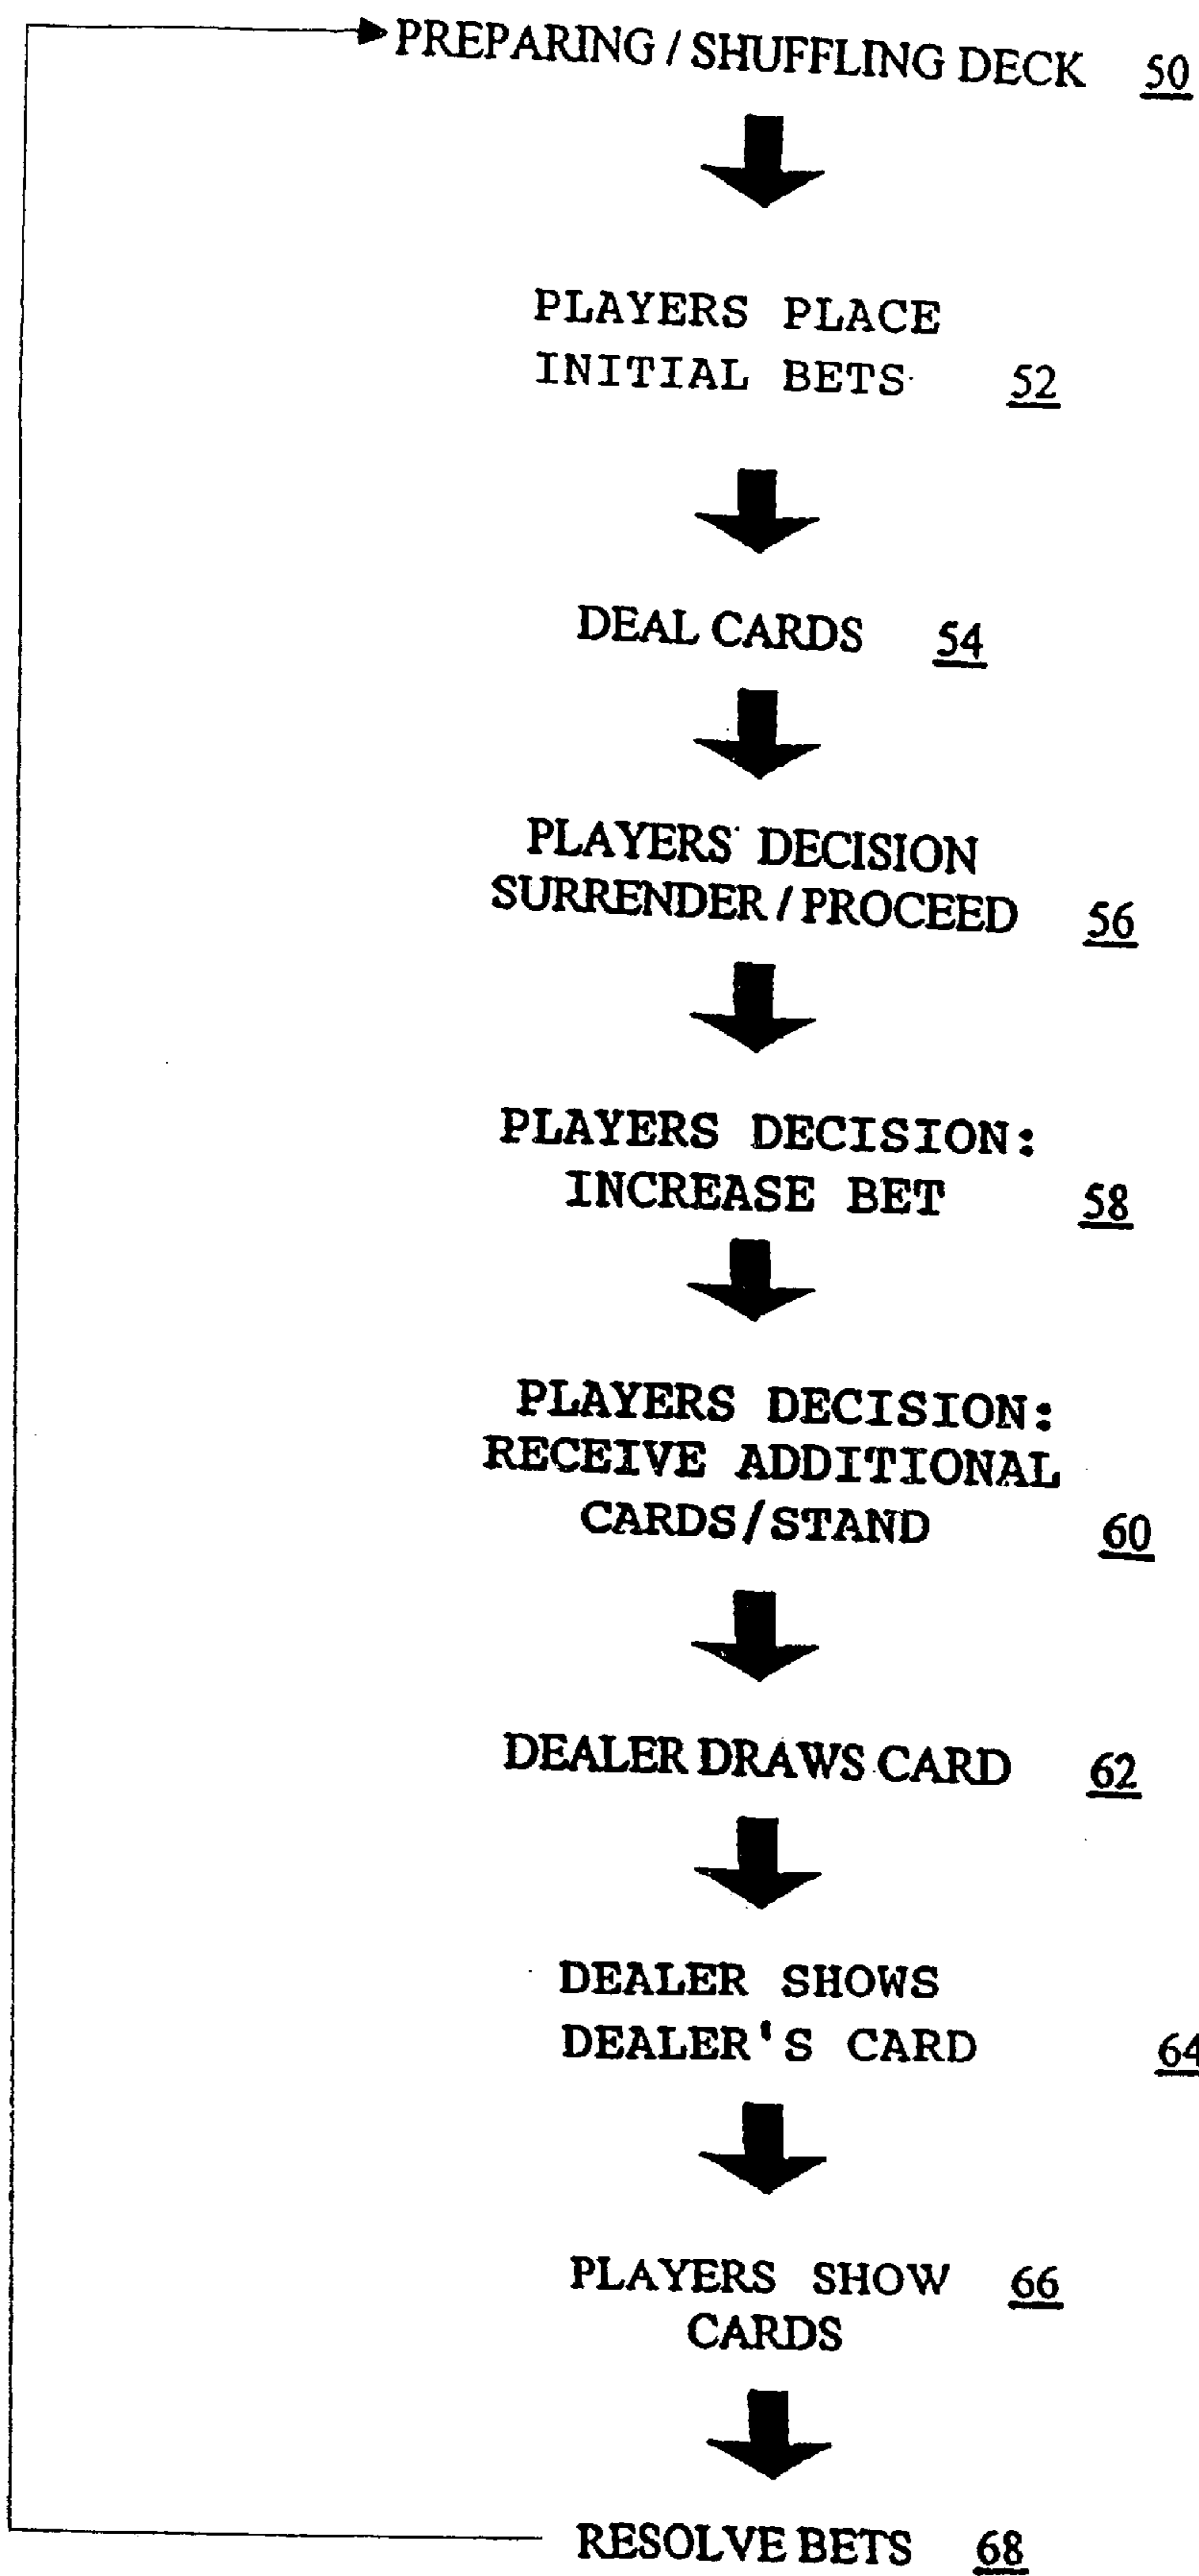 PREPARING / SHUFFLING DECK 50
PLAYERS PLACE
INITIAL BETS 52
DEAL CARDS 54
PLAYERS' DECISION
SURRENDER / PROCEED 56
PLAYERS DECISION:
INCREASE BET 58
PLAYERS DECISION:
RECEIVE ADDITIONAL
CARDS/STAND 60
DEALER DRAWS CARD 62
DEALER SHOWS
DEALER'S CARD 64
PLAYERS SHOW 66
CARDS
RESOLVE BETS 68